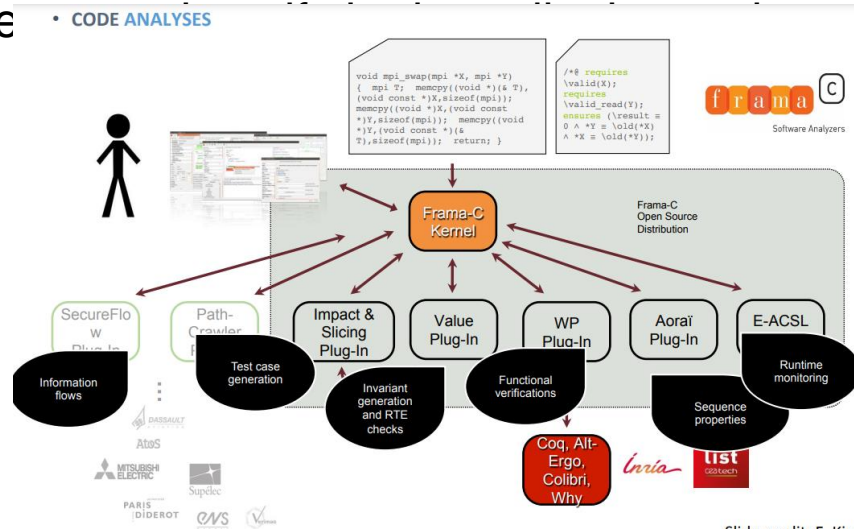 • CODE ANALYSES
void mpi_swap(mpi *X, mpi *Y)
{ mpi T; memcpy((void *)(& T),
(void const *)X,sizeof(mpi));
memcpy((void *)X,(void const
*)Y,sizeof(mpi)); memcpy((void
*)Y,(void const *)(&
T),sizeof(mpi)); return; }
/*@ requires
\valid(X);
requires
\valid_read(Y);
ensures (\result =
0 ∧ *Y ≡ \old(*X)
∧ *X ≡ \old(*Y));
frama C
Software Analyzers
Frama-C
Kernel
Frama-C
Open Source
Distribution
SecureFlo
w
Plug-In
Path-
Crawler
Impact &
Slicing
Plug-In
Value
Plug-In
WP
Plug-In
Aoraï
Plug-In
E-ACSL
Information
flows
Test case
generation
Invariant
generation
and RTE
checks
Functional
verifications
Sequence
properties
Runtime
monitoring
DASSAULT
Atos
MITSUBISHI
ELECTRIC
Supélec
PARIS
DIDEROT
ENS
Verimag
Coq, Alt-
Ergo,
Colibri,
Why
Inria
list
ceatech